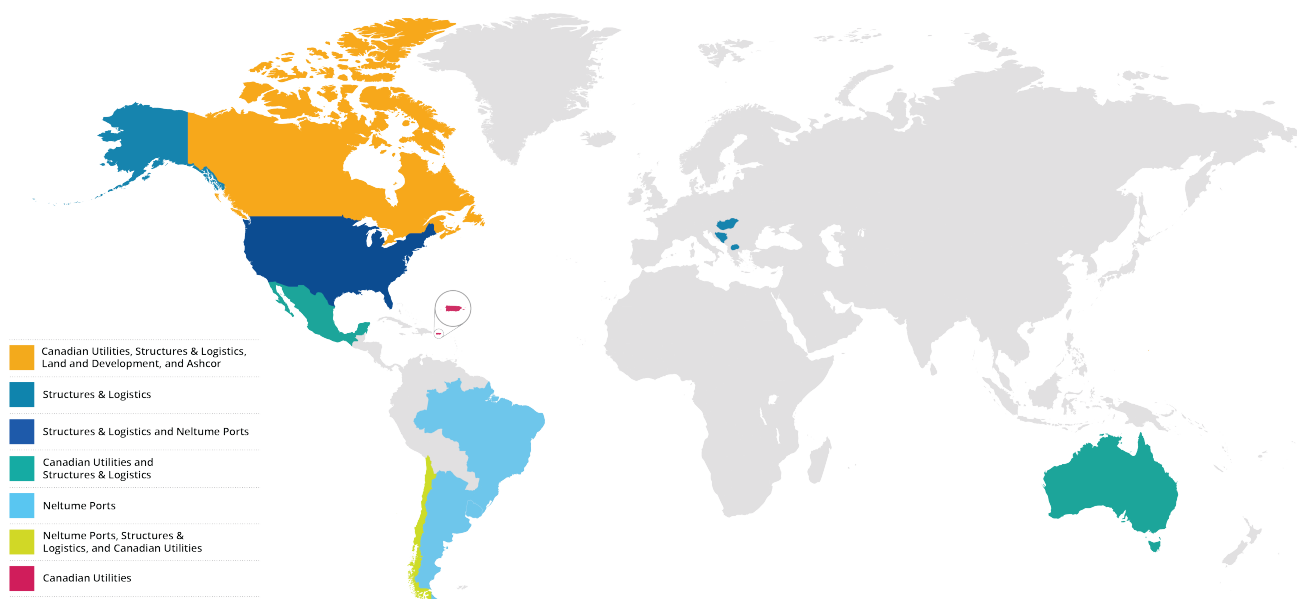 Canadian Utilities, Structures & Logistics,
Land and Development, and Ashcor
Structures & Logistics
Structures & Logistics and Neltume Ports
Canadian Utilities and
Structures & Logistics
Neltume Ports
Neltume Ports, Structures &
Logistics, and Canadian Utilities
Canadian Utilities